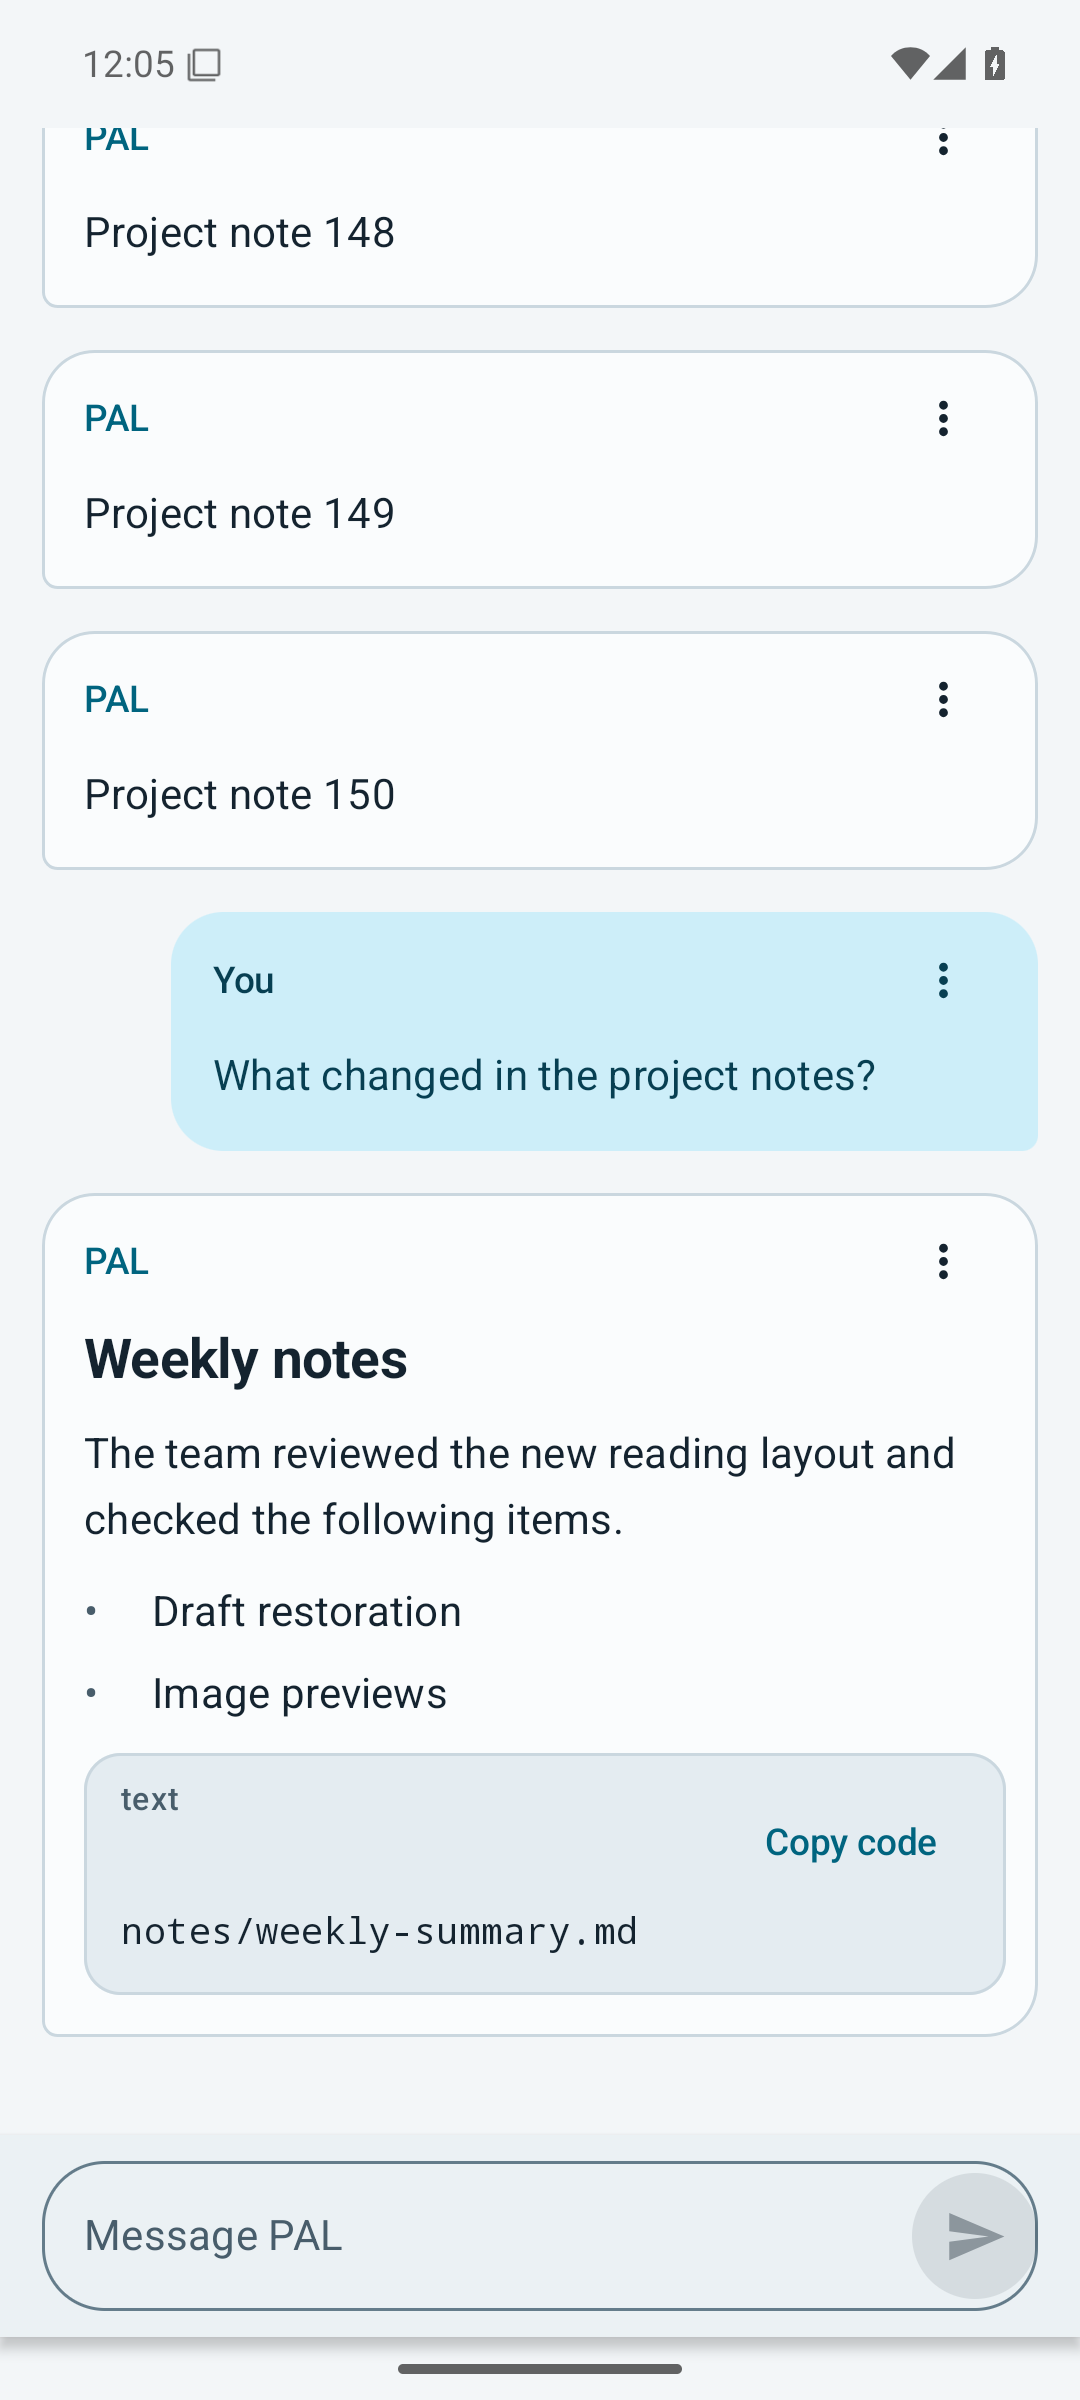 12:05
PAL
Project note 148
PAL
Project note 149
PAL
Project note 150
You
What changed in the project notes?
PAL
Weekly notes
The team reviewed the new reading layout and
checked the following items.
• Draft restoration
• Image previews
text
Copy code
notes/weekly-summary.md
Message PAL